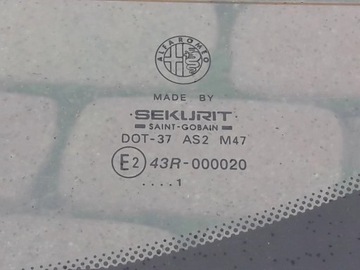 ALFA ROMEO
MADE BY
SEKURIT
SAINT-GOBAIN
DOT-37 AS2 M47
E2 43R-000020
....1